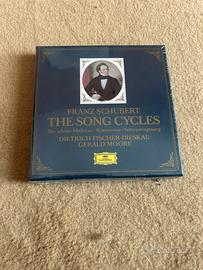 FRANZ SCHUBERT
THE SONG CYCLES
Die schöne Müllerin · Winterreise · Schwanengesang
DIETRICH FISCHER-DIESKAU
GERALD MOORE